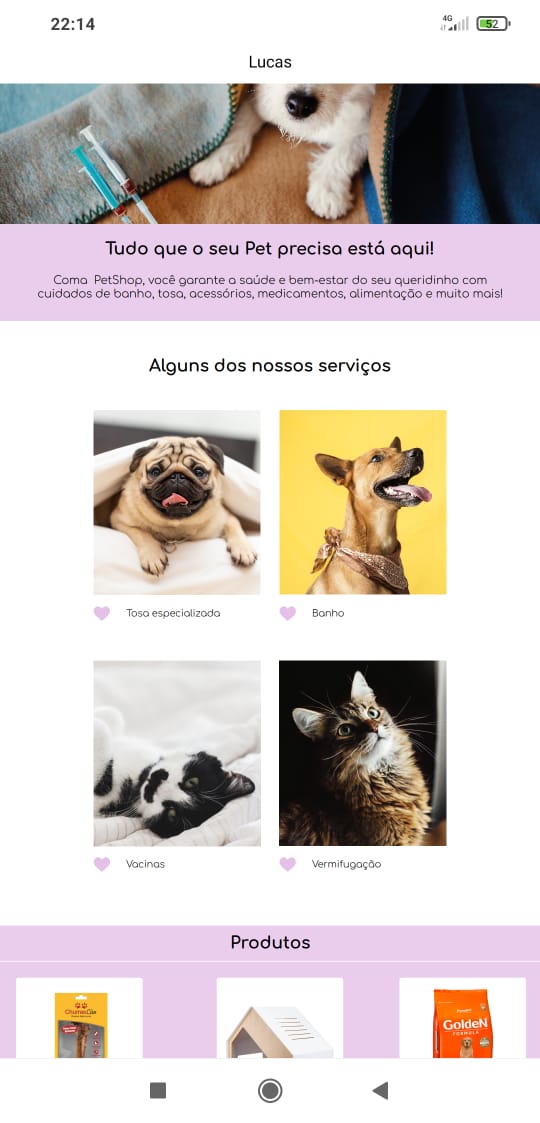 22:14
4G
52
Lucas
Tudo que o seu Pet precisa está aqui!
Coma PetShop, você garante a saúde e bem-estar do seu queridinho com
cuidados de banho, tosa, acessórios, medicamentos, alimentação e muito mais!
Alguns dos nossos serviços
Tosa especializada
Banho
Vacinas
Vermifugação
Produtos
GoldeN
FORMULA